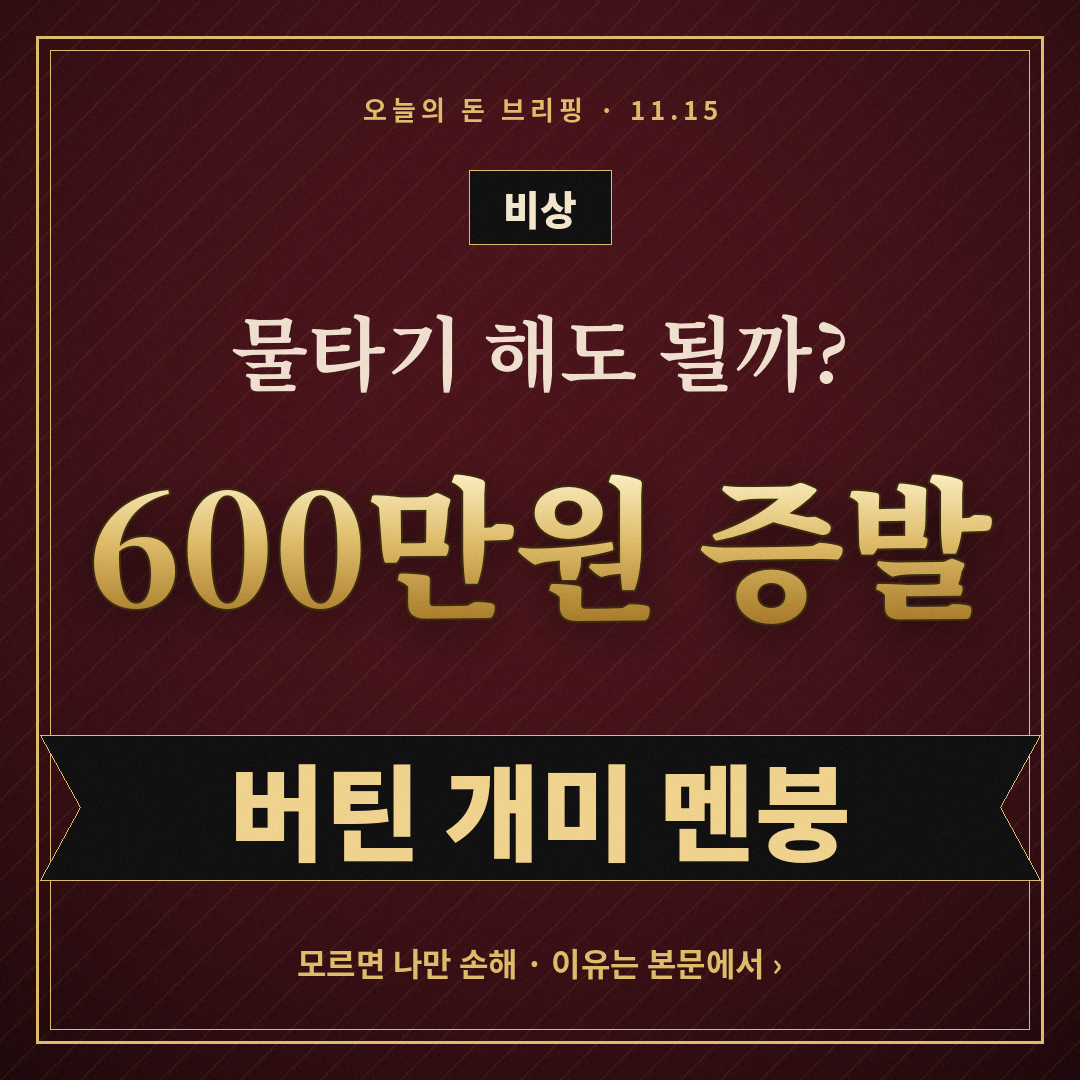 오늘의 돈 브리핑 · 11.15
비상
물타기 해도 될까?
600만원 증발
버틴 개미 멘붕
모르면 나만 손해 · 이유는 본문에서 ›